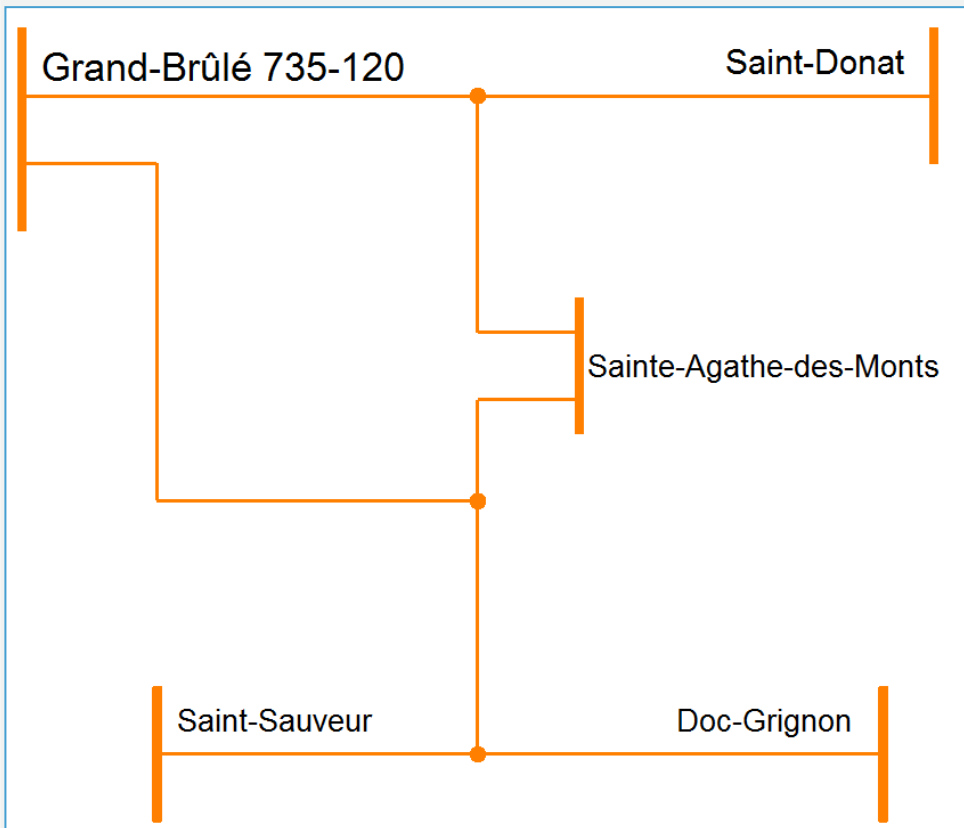 Grand-Brûlé 735-120
Saint-Donat
Sainte-Agathe-des-Monts
Saint-Sauveur
Doc-Grignon